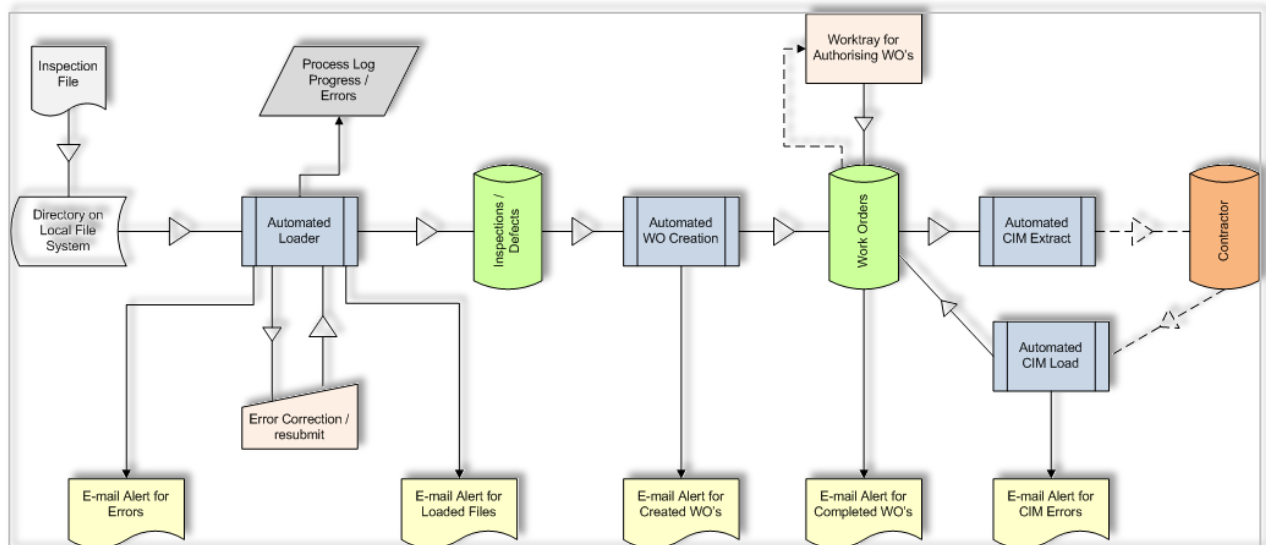 Inspection
File
Process Log
Progress /
Errors
Worktray for
Authorising WO's
Directory on
Local File
System
Automated
Loader
Inspections /
Defects
Automated
WO Creation
Work Orders
Automated
CIM Extract
Contractor
Automated
CIM Load
Error Correction /
resubmit
E-mail Alert for
Errors
E-mail Alert for
Loaded Files
E-mail Alert for
Created WO's
E-mail Alert for
Completed WO's
E-mail Alert for
CIM Errors